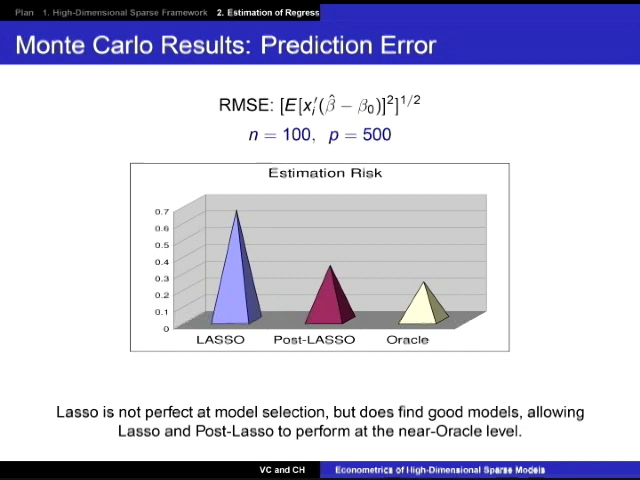 Plan 1. High-Dimensional Sparse Framework 2. Estimation of Regress
Monte Carlo Results: Prediction Error
RMSE: [E[x′ᵢ(β̂ − β₀)]²]¹/²
n = 100, p = 500
Estimation Risk
0.7
0.6
0.5
0.4
0.3
0.2
0.1
0
LASSO Post-LASSO Oracle
Lasso is not perfect at model selection, but does find good models, allowing
Lasso and Post-Lasso to perform at the near-Oracle level.
VC and CH Econometrics of High-Dimensional Sparse Models